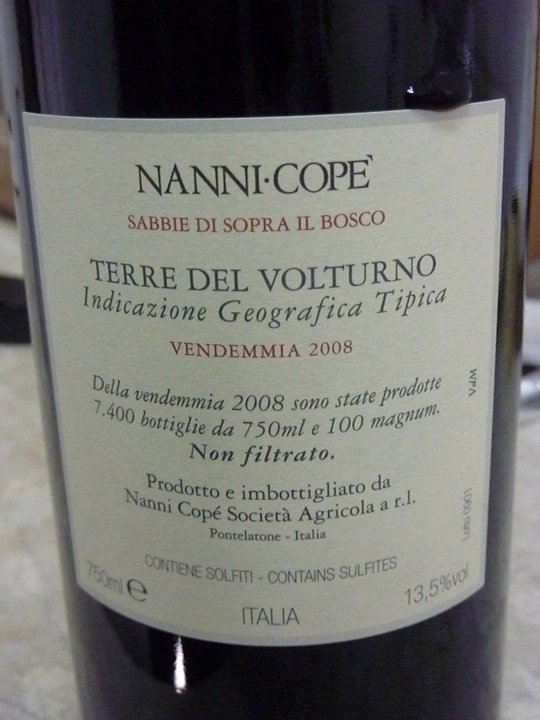 NANNI·COPE'
SABBIE DI SOPRA IL BOSCO
TERRE DEL VOLTURNO
Indicazione Geografica Tipica
VENDEMMIA 2008
Della vendemmia 2008 sono state prodotte
7.400 bottiglie da 750ml e 100 magnum.
Non filtrato.
Prodotto e imbottigliato da
Nanni Copé Società Agricola a r.l.
Pontelatone - Italia
CONTIENE SOLFITI - CONTAINS SULFITES
750ml e
13,5%vol
ITALIA
WPA